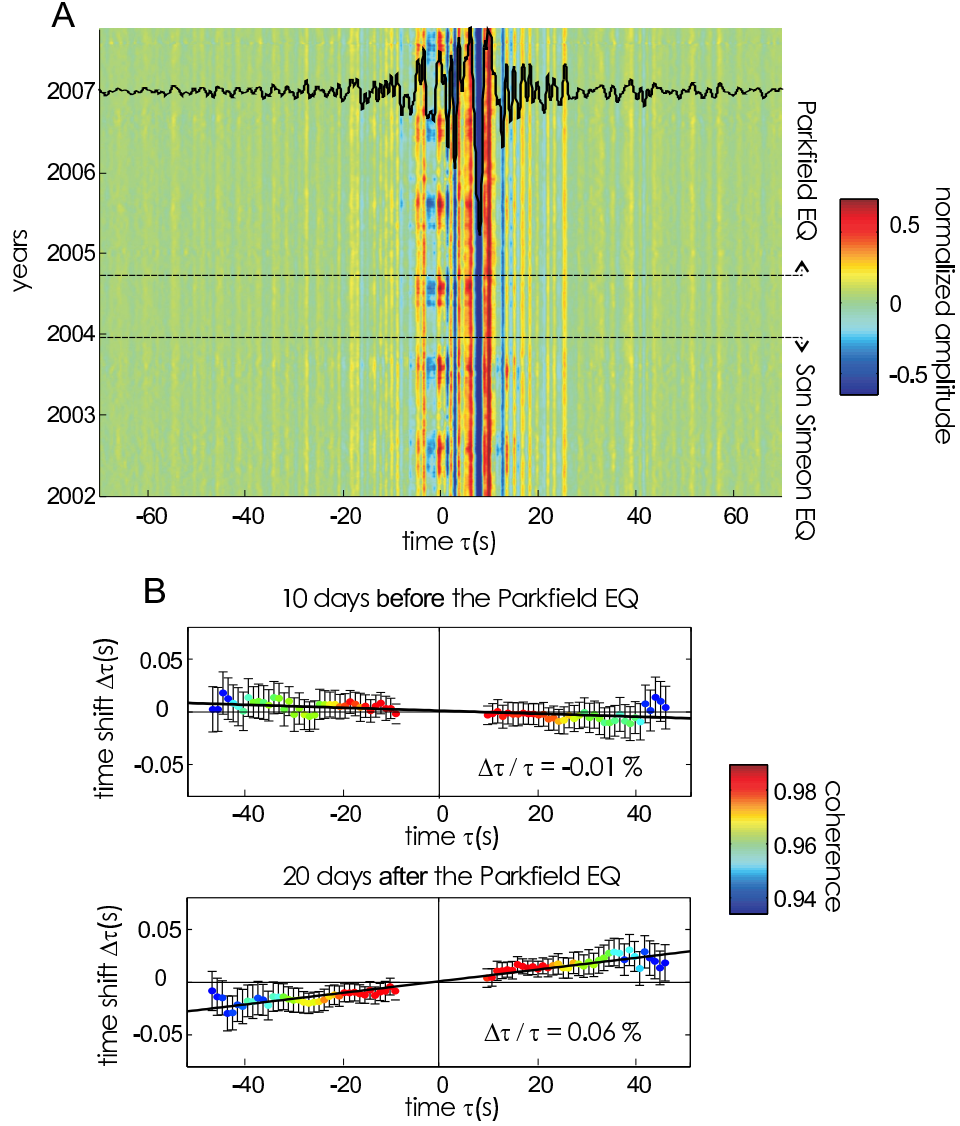 A
2007
2006
2005
2004
2003
2002
years
-60
-40
-20
0
20
40
60
time τ(s)
Parkfield EQ
San Simeon EQ
0.5
0
-0.5
normalized amplitude
B
10 days before the Parkfield EQ
0.05
0
-0.05
time shift Δτ(s)
Δτ / τ = -0.01 %
-40
-20
0
20
40
time τ(s)
20 days after the Parkfield EQ
0.05
0
-0.05
time shift Δτ(s)
Δτ / τ = 0.06 %
-40
-20
0
20
40
time τ(s)
0.98
0.96
0.94
coherence